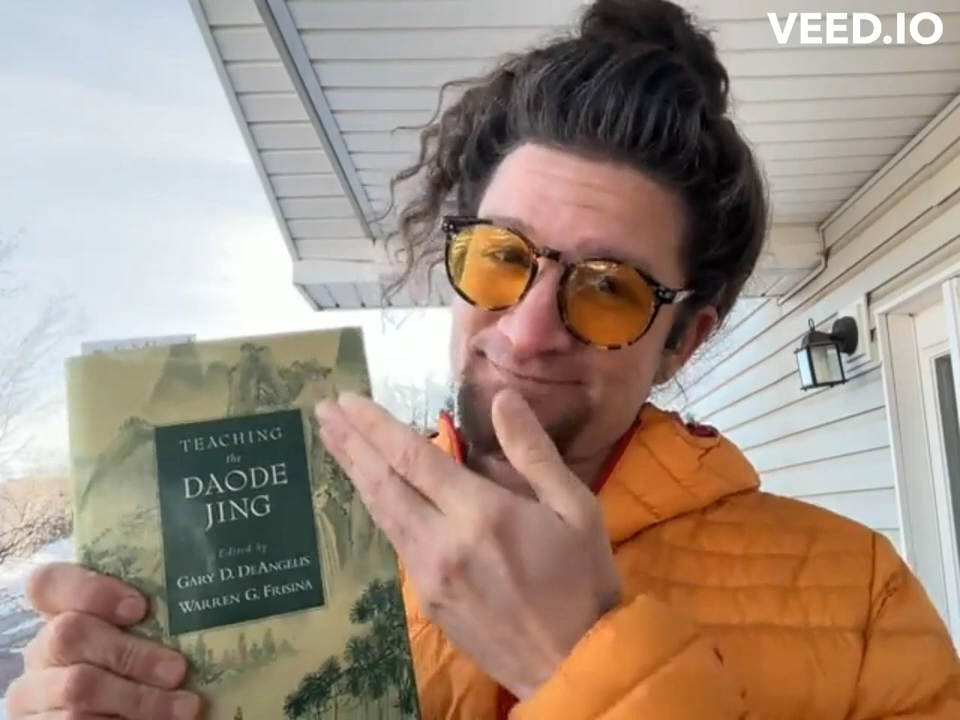 VEED.IO
TEACHING
the
DAODE
JING
Edited by
GARY D. DEANGELIS
WARREN G. FRISINA